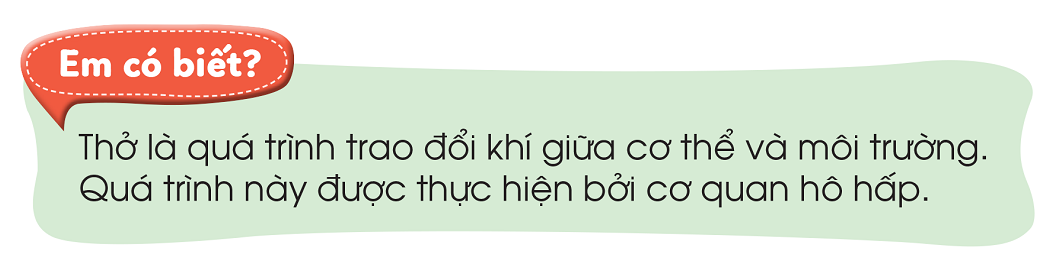 Em có biết?
Thở là quá trình trao đổi khí giữa cơ thể và môi trường.
Quá trình này được thực hiện bởi cơ quan hô hấp.